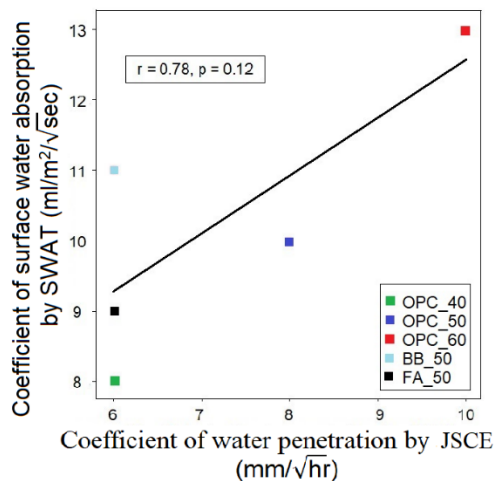 Coefficient of surface water absorption
by SWAT (ml/m²/√sec)
13
12
11
10
9
8
r = 0.78, p = 0.12
OPC_40
OPC_50
OPC_60
BB_50
FA_50
6 7 8 9 10
Coefficient of water penetration by JSCE
(mm/√hr)